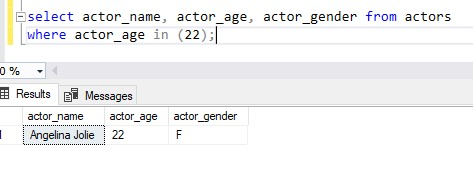 select actor_name, actor_age, actor_gender from actors
where actor_age in (22);
0 %
Results Messages
actor_name actor_age actor_gender
Angelina Jolie 22 F